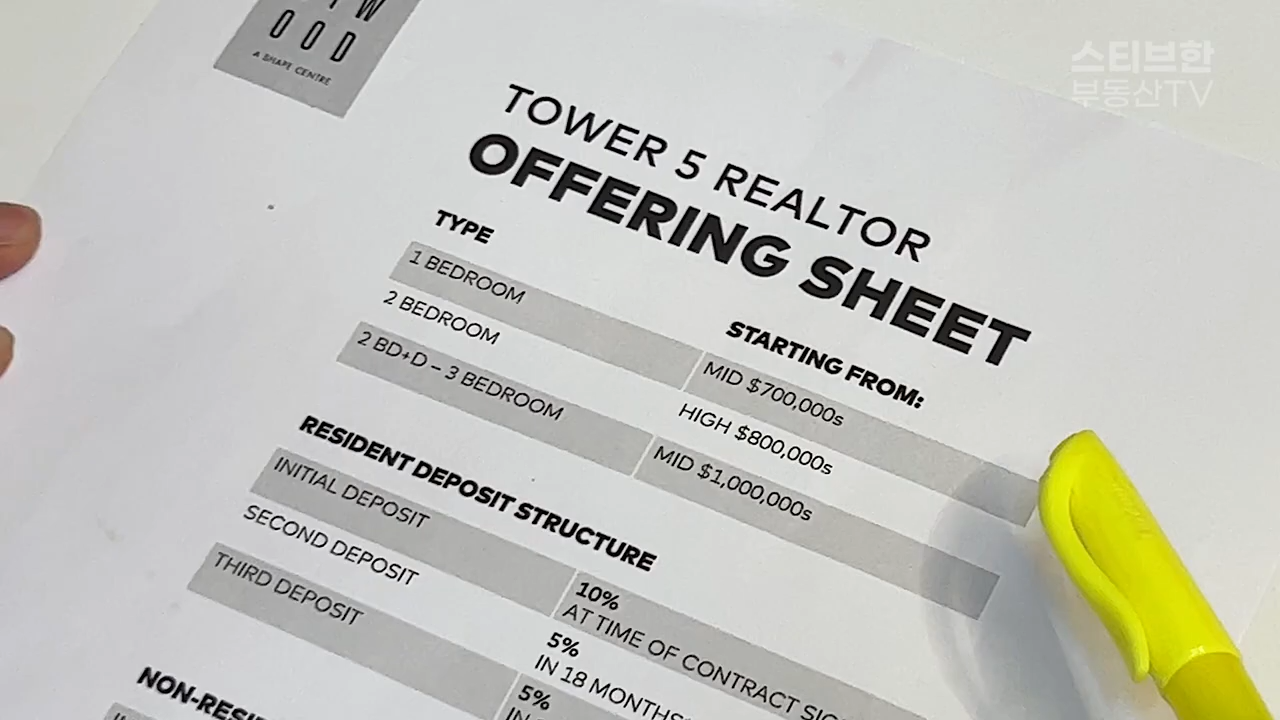 OOD
A SHAPE CENTRE
스티브한
부동산TV
TOWER 5 REALTOR
OFFERING SHEET
TYPE
STARTING FROM:
1 BEDROOM
MID $700,000s
2 BEDROOM
HIGH $800,000s
2 BD+D – 3 BEDROOM
MID $1,000,000s
RESIDENT DEPOSIT STRUCTURE
INITIAL DEPOSIT
10%
AT TIME OF CONTRACT
SECOND DEPOSIT
5%
IN 18 MONTHS
THIRD DEPOSIT
5%